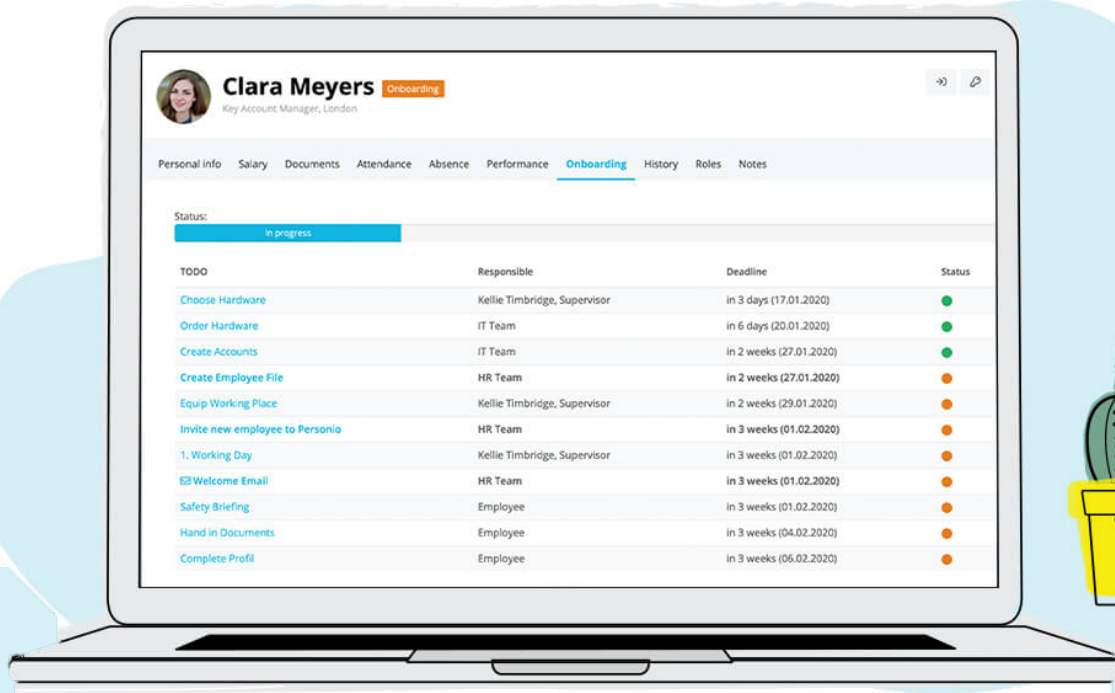 Clara Meyers Onboarding
Key Account Manager, London
Personal info Salary Documents Attendance Absence Performance Onboarding History Roles Notes
Status:
In progress
TODO Responsible Deadline Status
Choose Hardware Kellie Timbridge, Supervisor in 3 days (17.01.2020)
Order Hardware IT Team in 6 days (20.01.2020)
Create Accounts IT Team in 2 weeks (27.01.2020)
Create Employee File HR Team in 2 weeks (27.01.2020)
Equip Working Place Kellie Timbridge, Supervisor in 2 weeks (29.01.2020)
Invite new employee to Personio HR Team in 3 weeks (01.02.2020)
1. Working Day Kellie Timbridge, Supervisor in 3 weeks (01.02.2020)
Welcome Email HR Team in 3 weeks (01.02.2020)
Safety Briefing Employee in 3 weeks (01.02.2020)
Hand in Documents Employee in 3 weeks (04.02.2020)
Complete Profil Employee in 3 weeks (06.02.2020)